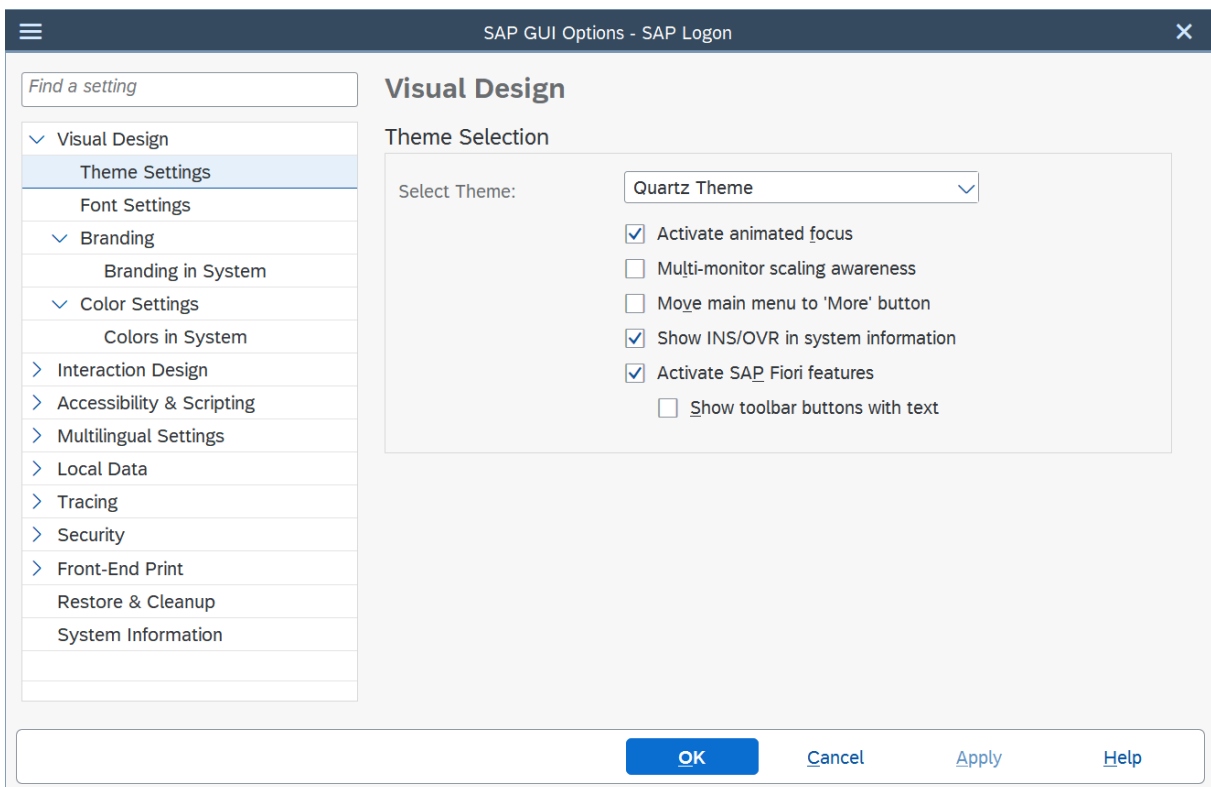 SAP GUI Options - SAP Logon
Find a setting
Visual Design
Theme Settings
Font Settings
Branding
Branding in System
Color Settings
Colors in System
Interaction Design
Accessibility & Scripting
Multilingual Settings
Local Data
Tracing
Security
Front-End Print
Restore & Cleanup
System Information
Visual Design
Theme Selection
Select Theme:
Quartz Theme
Activate animated focus
Multi-monitor scaling awareness
Move main menu to 'More' button
Show INS/OVR in system information
Activate SAP Fiori features
Show toolbar buttons with text
OK
Cancel
Apply
Help